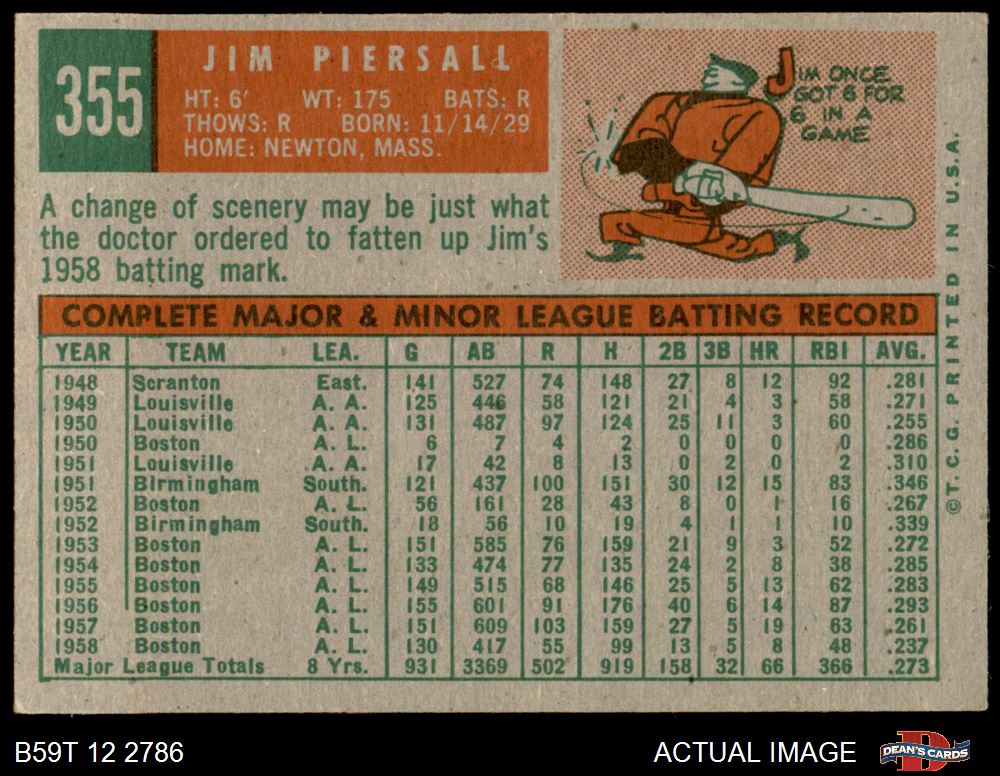 355
JIM PIERSALL
HT: 6' WT: 175 BATS: R
THOWS: R BORN: 11/14/29
HOME: NEWTON, MASS.
JIM ONCE
GOT 6 FOR
6 IN A
GAME
A change of scenery may be just what
the doctor ordered to fatten up Jim's
1958 batting mark.
COMPLETE MAJOR & MINOR LEAGUE BATTING RECORD
YEAR TEAM LEA. G AB R H 2B 3B HR RBI AVG.
1948 Scranton East. 141 527 74 148 27 8 12 92 .281
1949 Louisville A. A. 125 446 58 121 21 4 3 58 .271
1950 Louisville A. A. 131 487 97 124 25 11 3 60 .255
1950 Boston A. L. 6 7 4 2 0 0 0 0 .286
1951 Louisville A. A. 17 42 8 13 0 2 0 2 .310
1951 Birmingham South. 121 437 100 151 30 12 15 83 .346
1952 Boston A. L. 56 161 28 43 8 0 1 16 .267
1952 Birmingham South. 18 56 10 19 4 1 1 10 .339
1953 Boston A. L. 151 585 76 159 21 9 3 52 .272
1954 Boston A. L. 133 474 77 135 24 2 8 38 .285
1955 Boston A. L. 149 515 68 146 25 5 13 62 .283
1956 Boston A. L. 155 601 91 176 40 6 14 87 .293
1957 Boston A. L. 151 609 103 159 27 5 19 63 .261
1958 Boston A. L. 130 417 55 99 13 5 8 48 .237
Major League Totals 8 Yrs. 931 3369 502 919 158 32 66 366 .273
© T. C. G. PRINTED IN U.S.A.
B59T 12 2786
ACTUAL IMAGE
D
DEAN'S CARDS